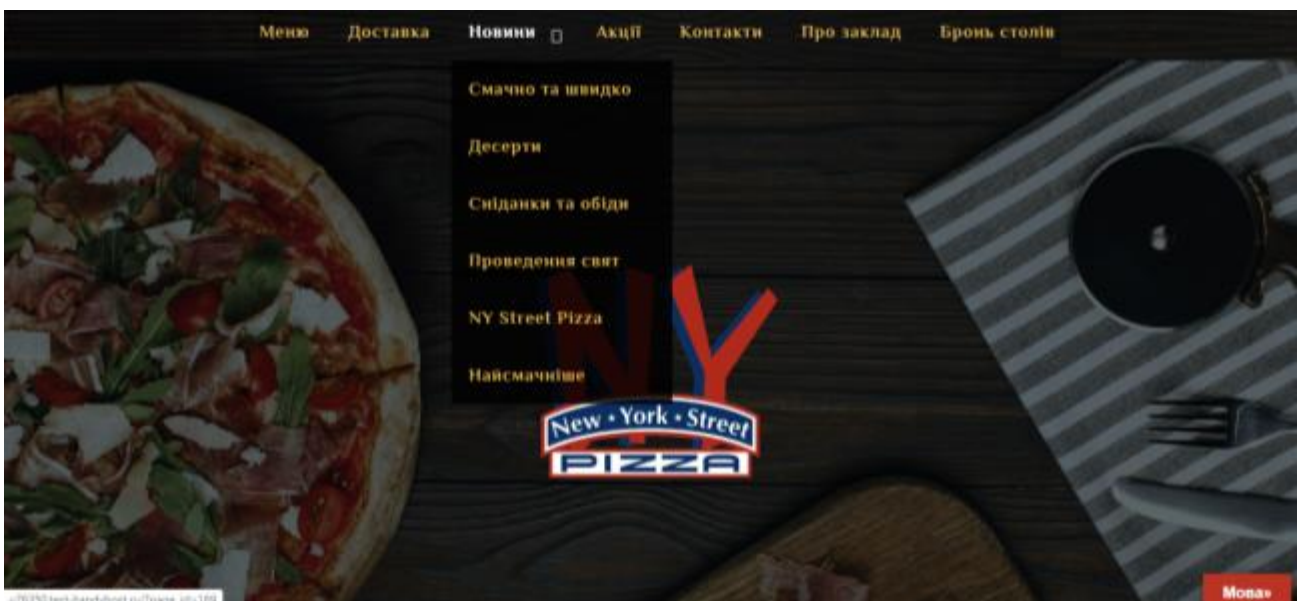 Меню Доставка Новини Акції Контакти Про заклад Бронь столів
Смачно та швидко
Десерти
Сніданки та обіди
Проведення свят
NY Street Pizza
Найсмачніше
NY
New • York • Street
PIZZA
Мова»